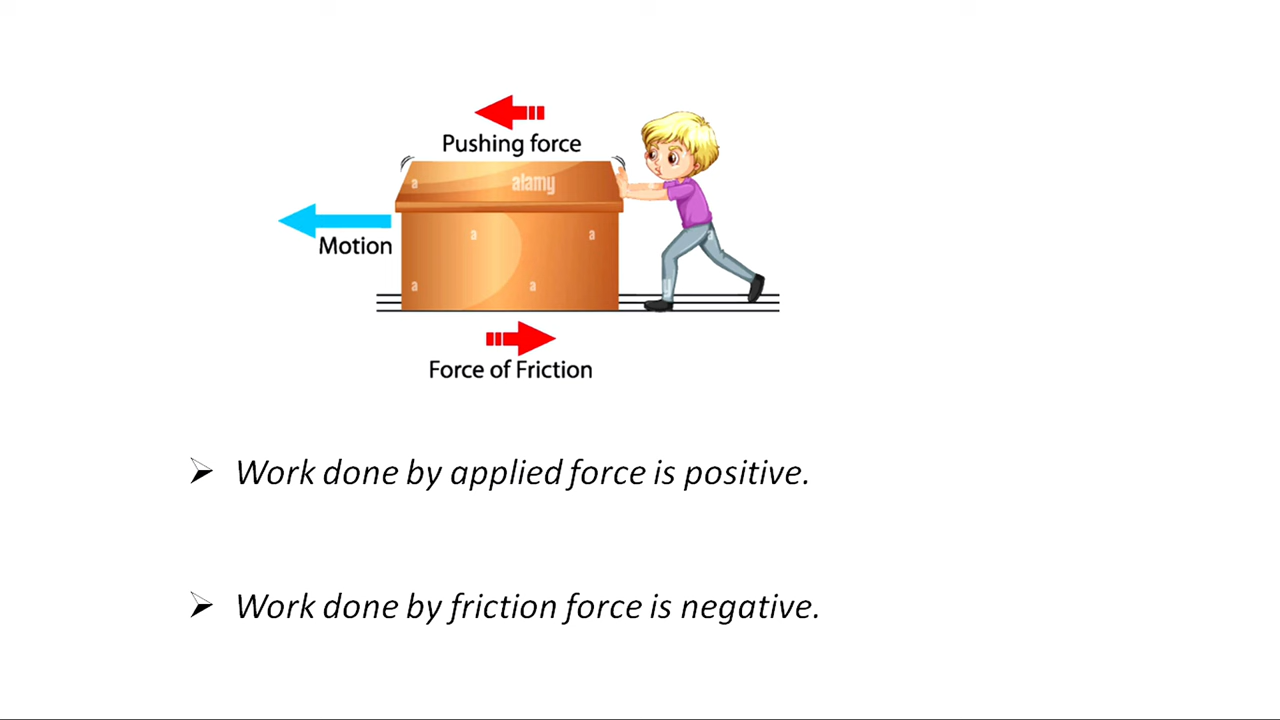 Pushing force
a
alamy
a
a
Motion
a
a
a
Force of Friction
Work done by applied force is positive.
Work done by friction force is negative.